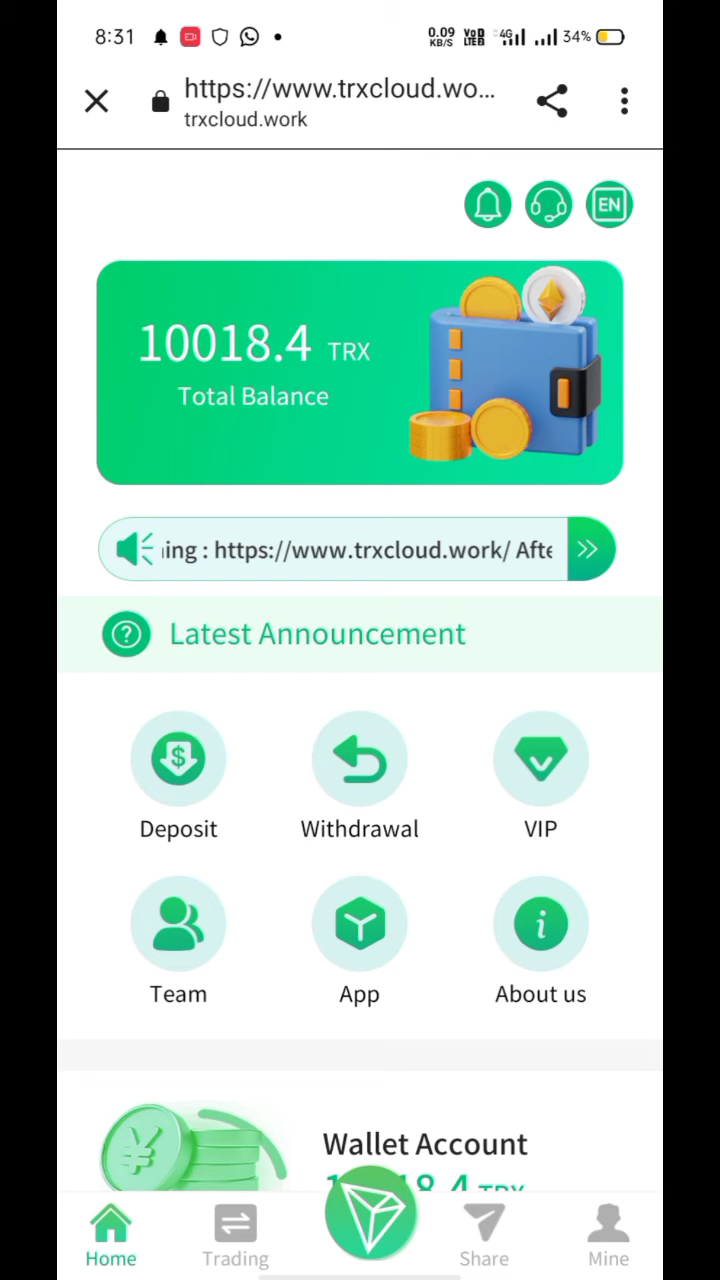 8:31
0.09
KB/S
VoD
LTEB
4G
34%
https://www.trxcloud.wo...
trxcloud.work
EN
10018.4 TRX
Total Balance
ing : https://www.trxcloud.work/ Afte
Latest Announcement
Deposit
Withdrawal
VIP
Team
App
About us
Wallet Account
Home
Trading
Share
Mine